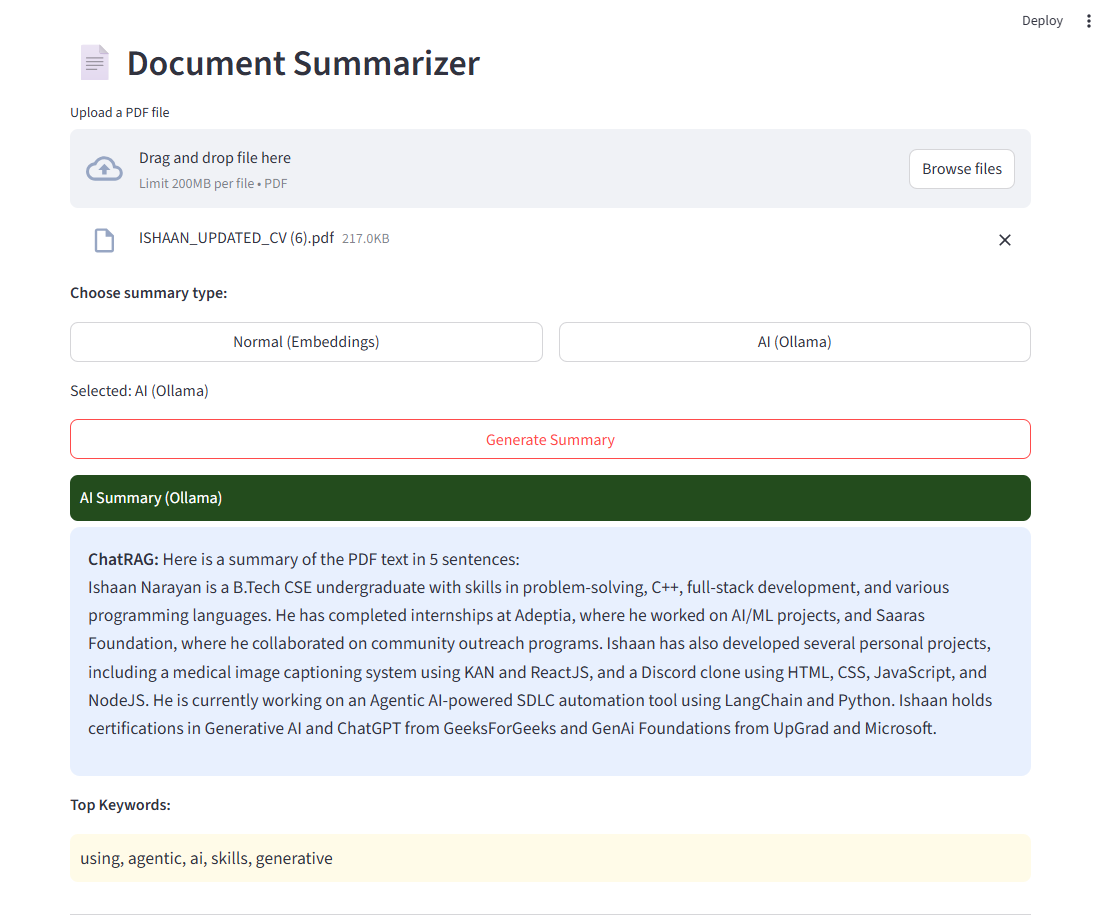 Deploy
Document Summarizer
Upload a PDF file
Drag and drop file here
Limit 200MB per file • PDF
Browse files
ISHAAN_UPDATED_CV (6).pdf 217.0KB
Choose summary type:
Normal (Embeddings)
AI (Ollama)
Selected: AI (Ollama)
Generate Summary
AI Summary (Ollama)
ChatRAG: Here is a summary of the PDF text in 5 sentences:
Ishaan Narayan is a B.Tech CSE undergraduate with skills in problem-solving, C++, full-stack development, and various
programming languages. He has completed internships at Adeptia, where he worked on AI/ML projects, and Saaras
Foundation, where he collaborated on community outreach programs. Ishaan has also developed several personal projects,
including a medical image captioning system using KAN and ReactJS, and a Discord clone using HTML, CSS, JavaScript, and
NodeJS. He is currently working on an Agentic AI-powered SDLC automation tool using LangChain and Python. Ishaan holds
certifications in Generative AI and ChatGPT from GeeksForGeeks and GenAi Foundations from UpGrad and Microsoft.
Top Keywords:
using, agentic, ai, skills, generative